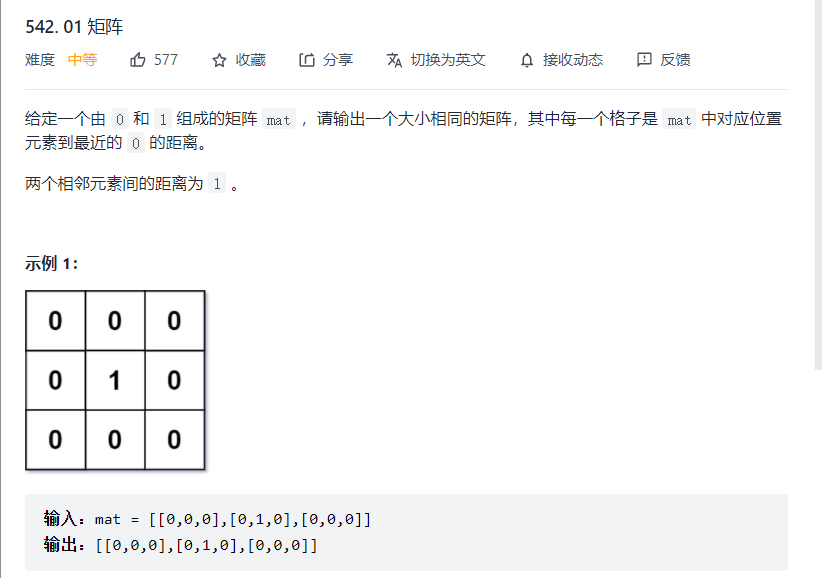 542. 01 矩阵
难度 中等 577 收藏 分享 切换为英文 接收动态 反馈
给定一个由 0 和 1 组成的矩阵 mat ，请输出一个大小相同的矩阵，其中每一个格子是 mat 中对应位置
元素到最近的 0 的距离。
两个相邻元素间的距离为 1 。
示例 1：
0 0 0
0 1 0
0 0 0
输入：mat = [[0,0,0],[0,1,0],[0,0,0]]
输出：[[0,0,0],[0,1,0],[0,0,0]]